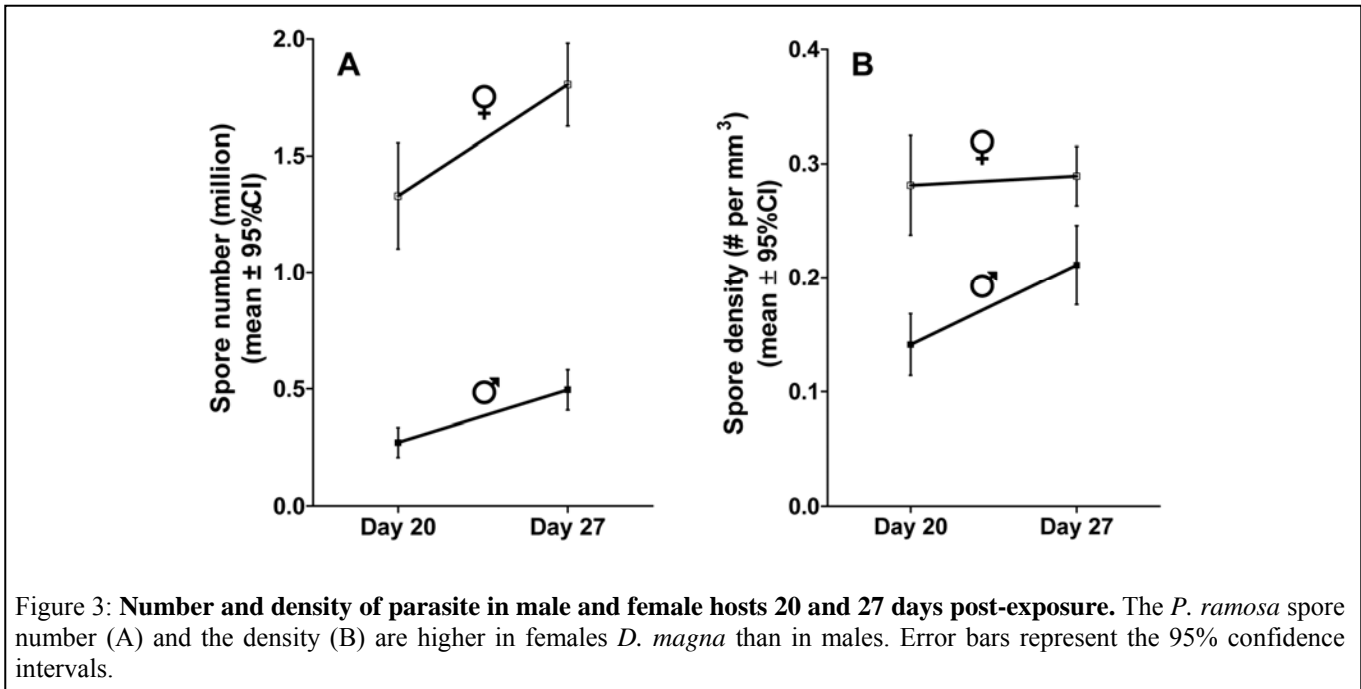 A
2.0
1.5
1.0
0.5
0.0
Spore number (million)
(mean ± 95%CI)
♀
♂
Day 20 Day 27
B
0.4
0.3
0.2
0.1
0.0
Spore density (# per mm³)
(mean ± 95%CI)
♀
♂
Day 20 Day 27
Figure 3: Number and density of parasite in male and female hosts 20 and 27 days post-exposure. The P. ramosa spore
number (A) and the density (B) are higher in females D. magna than in males. Error bars represent the 95% confidence
intervals.